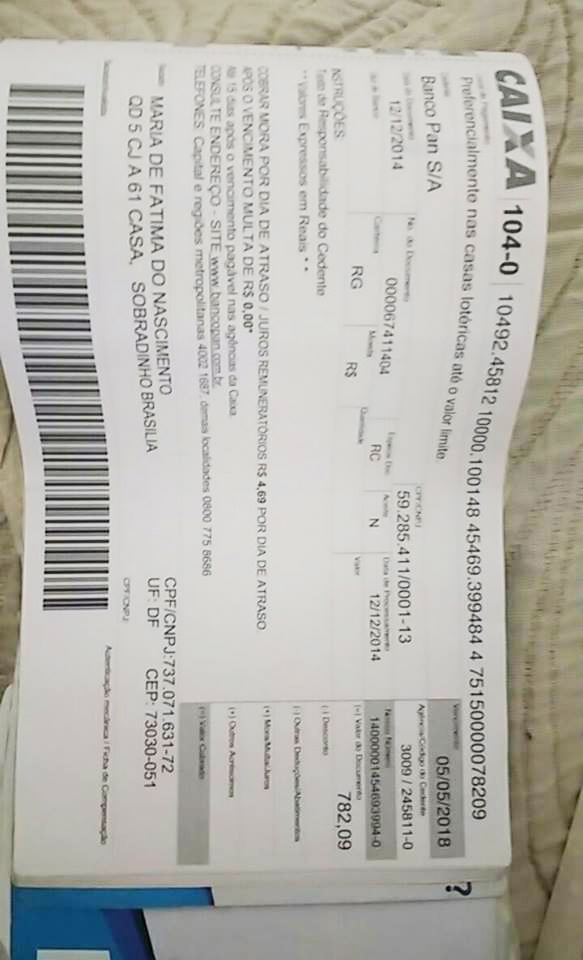 CAIXA 104-0 10492.45812 10000.100148 45469.399484 4 75150000078209
Local de Pagamento
Preferencialmente nas casas lotéricas até o valor limite.
Vencimento
05/05/2018
Cedente
Banco Pan S/A
CPF/CNPJ
59.285.411/0001-13
Agência/Código do Cedente
3009 / 245811-0
Data do Documento
12/12/2014
No. do Documento
000067411404
Espécie Doc.
RC
Aceite
N
Data de Processamento
12/12/2014
Nosso Número
14000001454693994-0
Uso do Banco
Carteira
RG
Moeda
R$
Quantidade
Valor
(=) Valor do Documento
782,09
INSTRUÇÕES:
Texto de Responsabilidade do Cedente
**Valores Expressos em Reais * *
(-) Desconto
(-) Outras Deduções/Abatimentos
COBRAR MORA POR DIA DE ATRASO / JUROS REMUNERATÓRIOS R$ 4,69 POR DIA DE ATRASO
APÓS O VENCIMENTO MULTA DE R$ 0,00*
Até 15 dias após o vencimento pagável nas agências da Caixa.
CONSULTE ENDEREÇO - SITE www.bancopan.com.br
TELEFONES: Capital e regiões metropolitanas 4002 1687, demais localidades 0800 775 8686
(+) Mora/Multa/Juros
(+) Outros Acréscimos
(=) Valor Cobrado
Sacado
MARIA DE FATIMA DO NASCIMENTO
QD 5 CJ A 61 CASA, SOBRADINHO BRASILIA
CPF/CNPJ:737.071.631-72
UF: DF CEP: 73030-051
CPF/CNPJ:
Sacador/Avalista
Autenticação mecânica / Ficha de Compensação
?